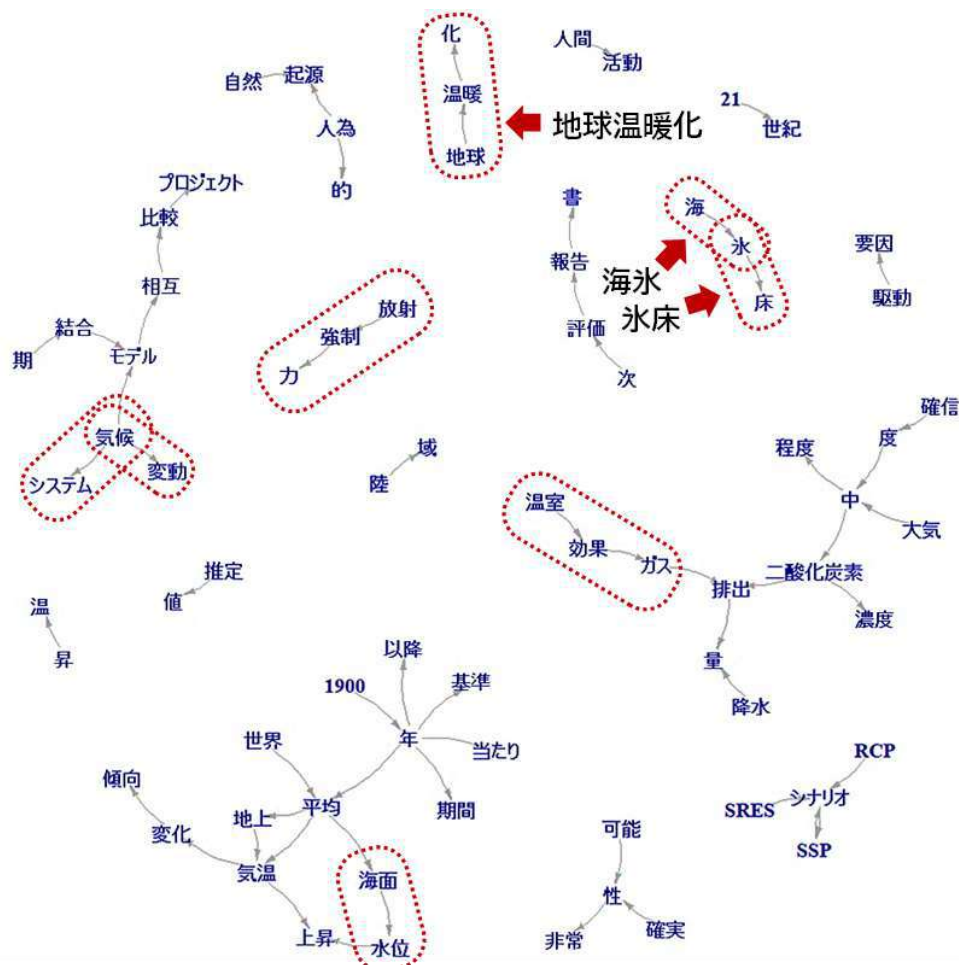 化
人間
活動
自然
起源
温暖
21
世紀
地球温暖化
人為
地球
的
プロジェクト
比較
書
海
氷
要因
報告
海氷
相互
駆動
氷床
床
放射
結合
強制
評価
期
モデル
力
次
確信
気候
度
程度
域
変動
システム
陸
中
温室
大気
効果
ガス
推定
二酸化炭素
排出
温
値
濃度
以降
昇
量
1900
基準
降水
年
世界
当たり
RCP
傾向
平均
期間
シナリオ
地上
SRES
変化
可能
SSP
気温
海面
性
上昇
水位
非常
確実